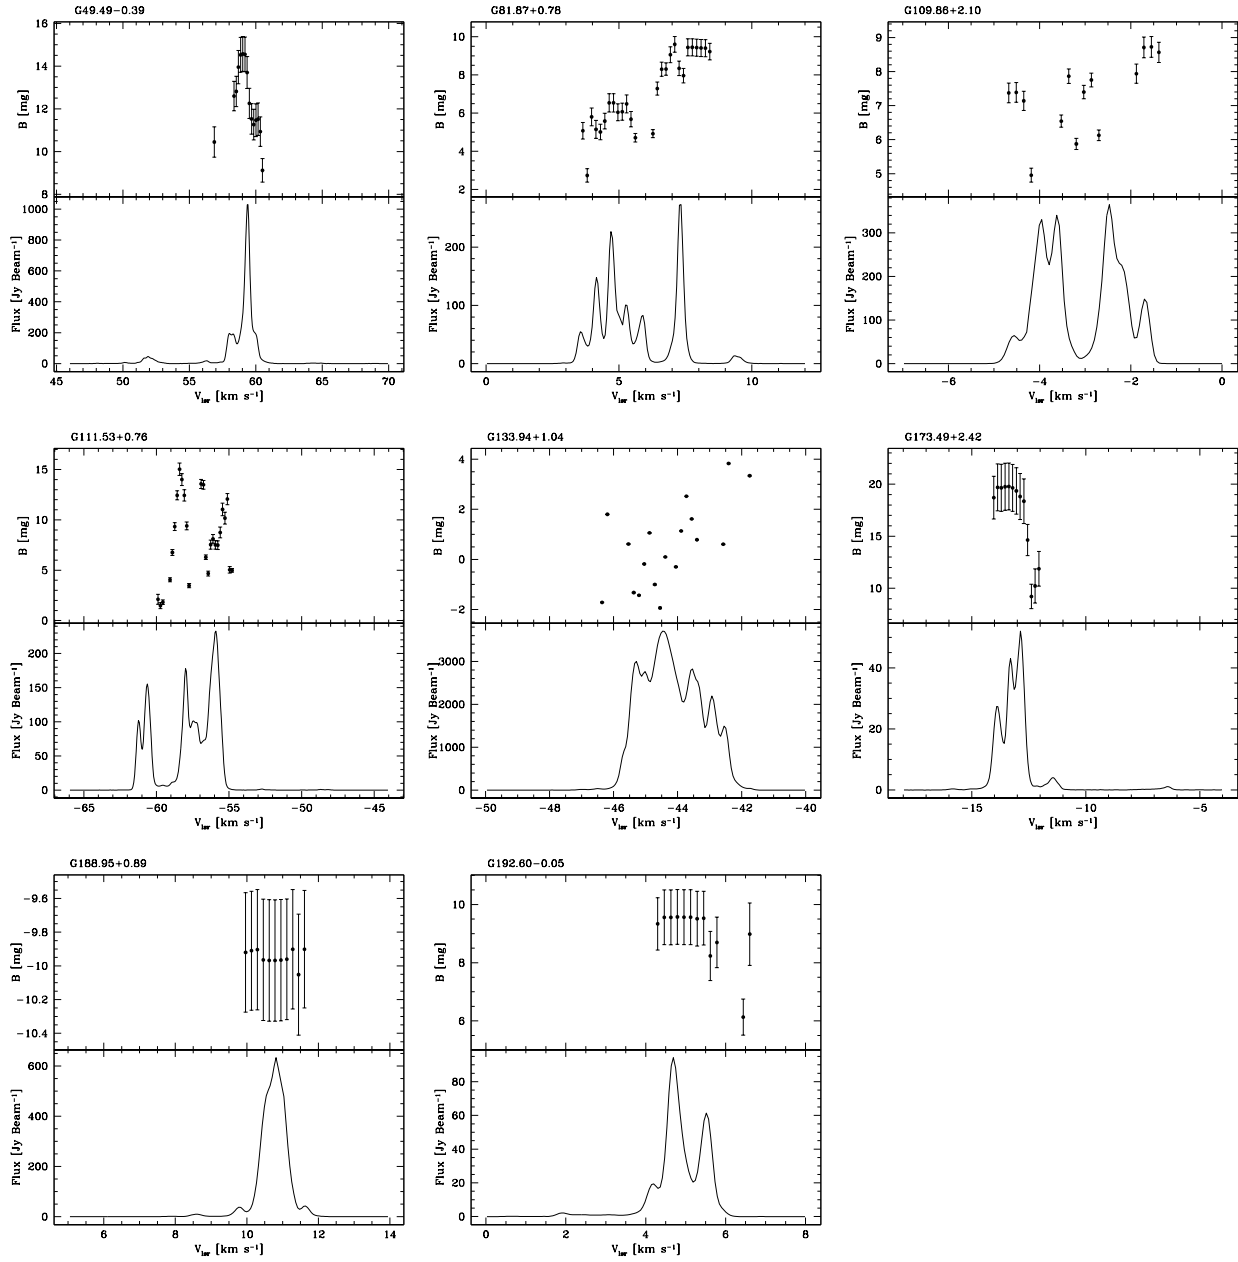 G49.49−0.39
G81.87+0.78
G109.86+2.10
16
14
12
10
8
B [mg]
10
8
6
4
2
B [mg]
9
8
7
6
5
B [mg]
1000
800
600
400
200
0
Flux [Jy Beam⁻¹]
200
100
0
Flux [Jy Beam⁻¹]
300
200
100
0
Flux [Jy Beam⁻¹]
45 50 55 60 65 70
0 5 10
−6 −4 −2 0
V_lsr [km s⁻¹]
V_lsr [km s⁻¹]
V_lsr [km s⁻¹]
G111.53+0.76
G133.94+1.04
G173.49+2.42
15
10
5
0
B [mg]
4
2
0
−2
B [mg]
20
15
10
B [mg]
200
150
100
50
0
Flux [Jy Beam⁻¹]
3000
2000
1000
0
Flux [Jy Beam⁻¹]
40
20
0
Flux [Jy Beam⁻¹]
−65 −60 −55 −50 −45
−50 −48 −46 −44 −42 −40
−15 −10 −5
V_lsr [km s⁻¹]
V_lsr [km s⁻¹]
V_lsr [km s⁻¹]
G188.95+0.89
G192.60−0.05
−9.6
−9.8
−10
−10.2
−10.4
B [mg]
10
8
6
B [mg]
600
400
200
0
Flux [Jy Beam⁻¹]
80
60
40
20
0
Flux [Jy Beam⁻¹]
6 8 10 12 14
0 2 4 6 8
V_lsr [km s⁻¹]
V_lsr [km s⁻¹]